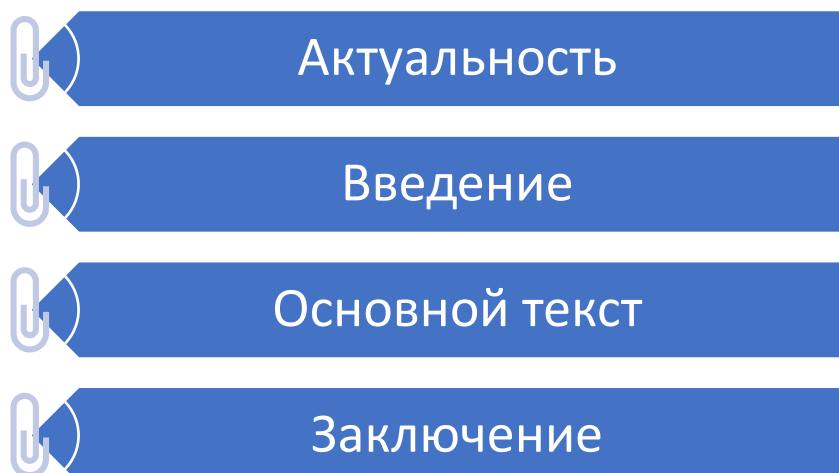 Актуальность
Введение
Основной текст
Заключение